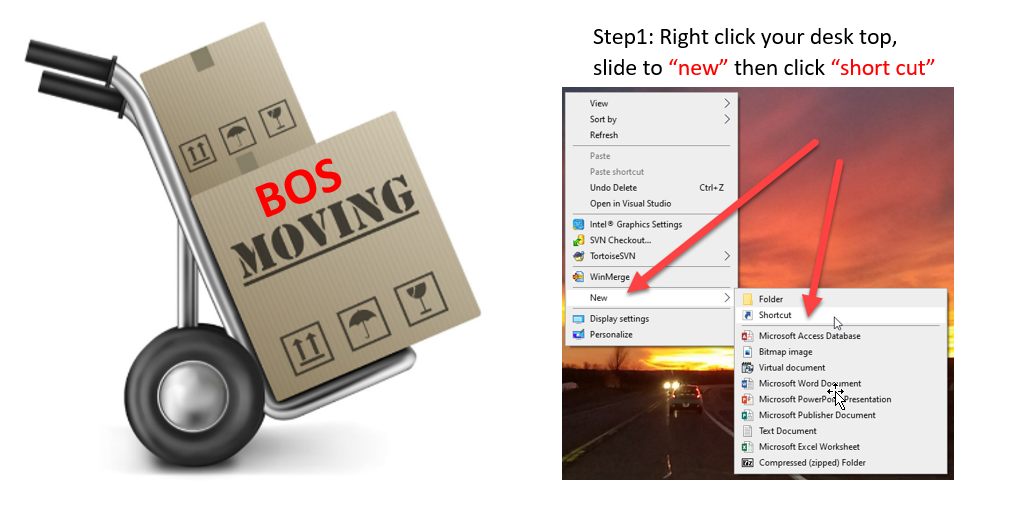 BOS
MOVING
Step1: Right click your desk top,
slide to “new” then click “short cut”
View
Sort by
Refresh
Paste
Paste shortcut
Undo Delete Ctrl+Z
Open in Visual Studio
Intel® Graphics Settings
SVN Checkout...
TortoiseSVN
WinMerge
New
Display settings
Personalize
Folder
Shortcut
Microsoft Access Database
Bitmap image
Virtual document
Microsoft Word Document
Microsoft PowerPoint Presentation
Microsoft Publisher Document
Text Document
Microsoft Excel Worksheet
Compressed (zipped) Folder